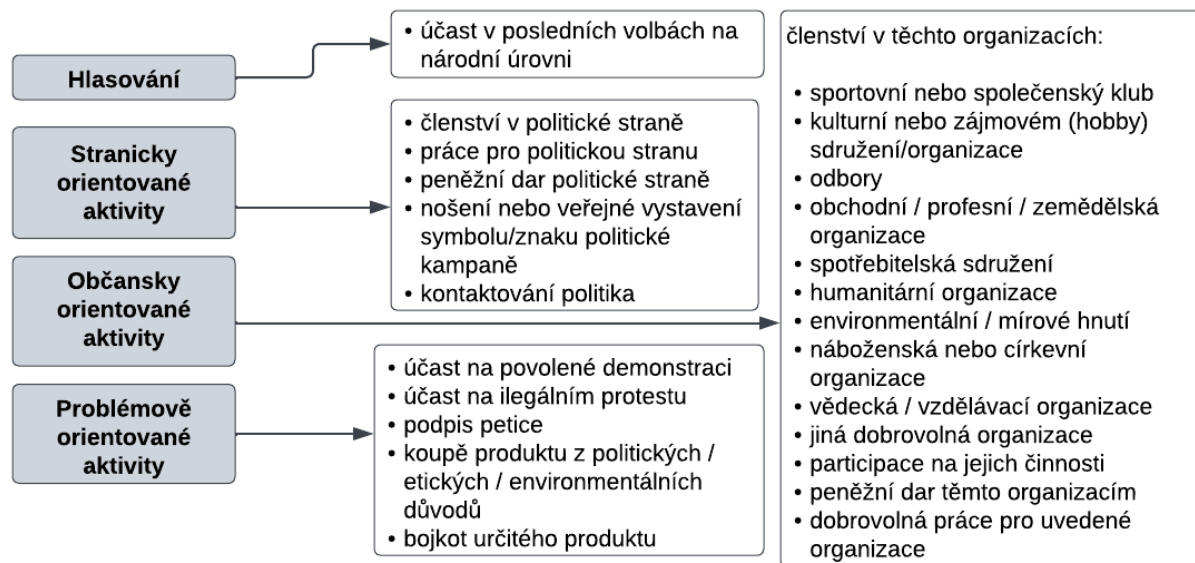 Hlasování
• účast v posledních volbách na
národní úrovni
Stranicky
orientované
aktivity
• členství v politické straně
• práce pro politickou stranu
• peněžní dar politické straně
• nošení nebo veřejné vystavení
symbolu/znaku politické
kampaně
• kontaktování politika
Občansky
orientované
aktivity
členství v těchto organizacích:
• sportovní nebo společenský klub
• kulturní nebo zájmovém (hobby)
sdružení/organizace
• odbory
• obchodní / profesní / zemědělská
organizace
• spotřebitelská sdružení
• humanitární organizace
• environmentální / mírové hnutí
• náboženská nebo církevní
organizace
• vědecká / vzdělávací organizace
• jiná dobrovolná organizace
• participace na jejich činnosti
• peněžní dar těmto organizacím
• dobrovolná práce pro uvedené
organizace
Problémově
orientované
aktivity
• účast na povolené demonstraci
• účast na ilegálním protestu
• podpis petice
• koupě produktu z politických /
etických / environmentálních
důvodů
• bojkot určitého produktu